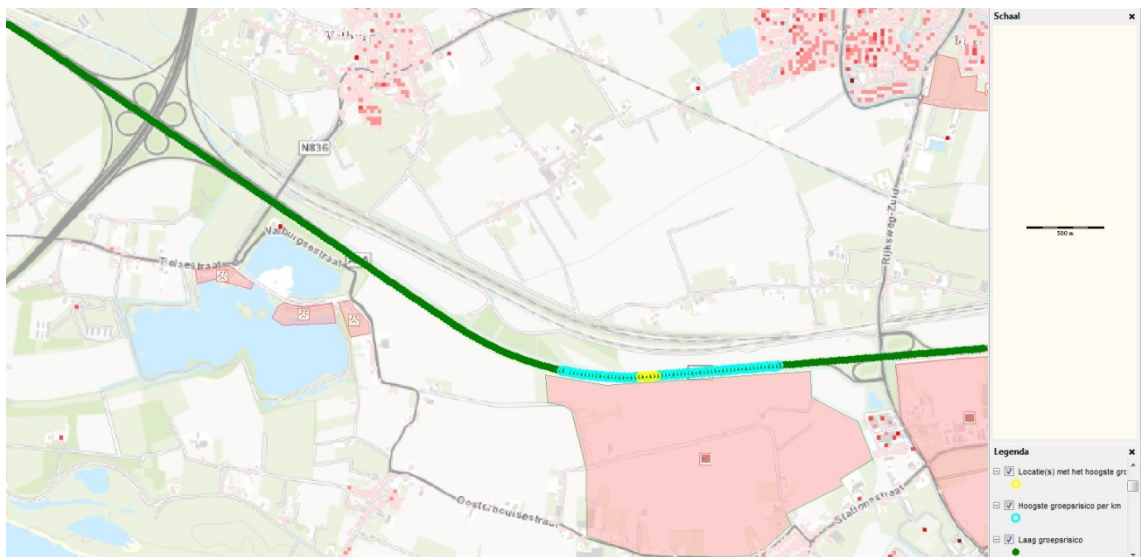 Schaal
N836
Valburgsestraat
Tielsestraat
Rijksweg-Zuid
500 m
Oosterhoutsestraat
Stationsstraat
Legenda
Locatie(s) met het hoogste gro
Hoogste groepsrisico per km
Laag groepsrisico